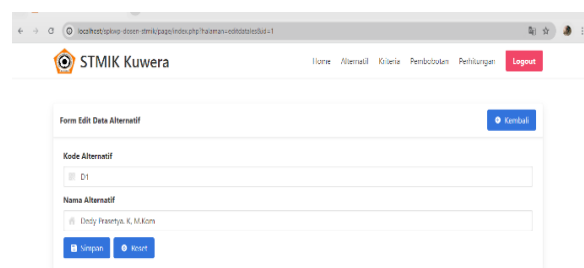 localhost/spkwp-dosen-stmik/page/index.php?halaman=editdatales&id=1
STMIK Kuwera
Home Alternatif Kriteria Pembobotan Perhitungan Logout
Form Edit Data Alternatif
Kembali
Kode Alternatif
D1
Nama Alternatif
Dedy Prasetya. K, M.Kom
Simpan Reset